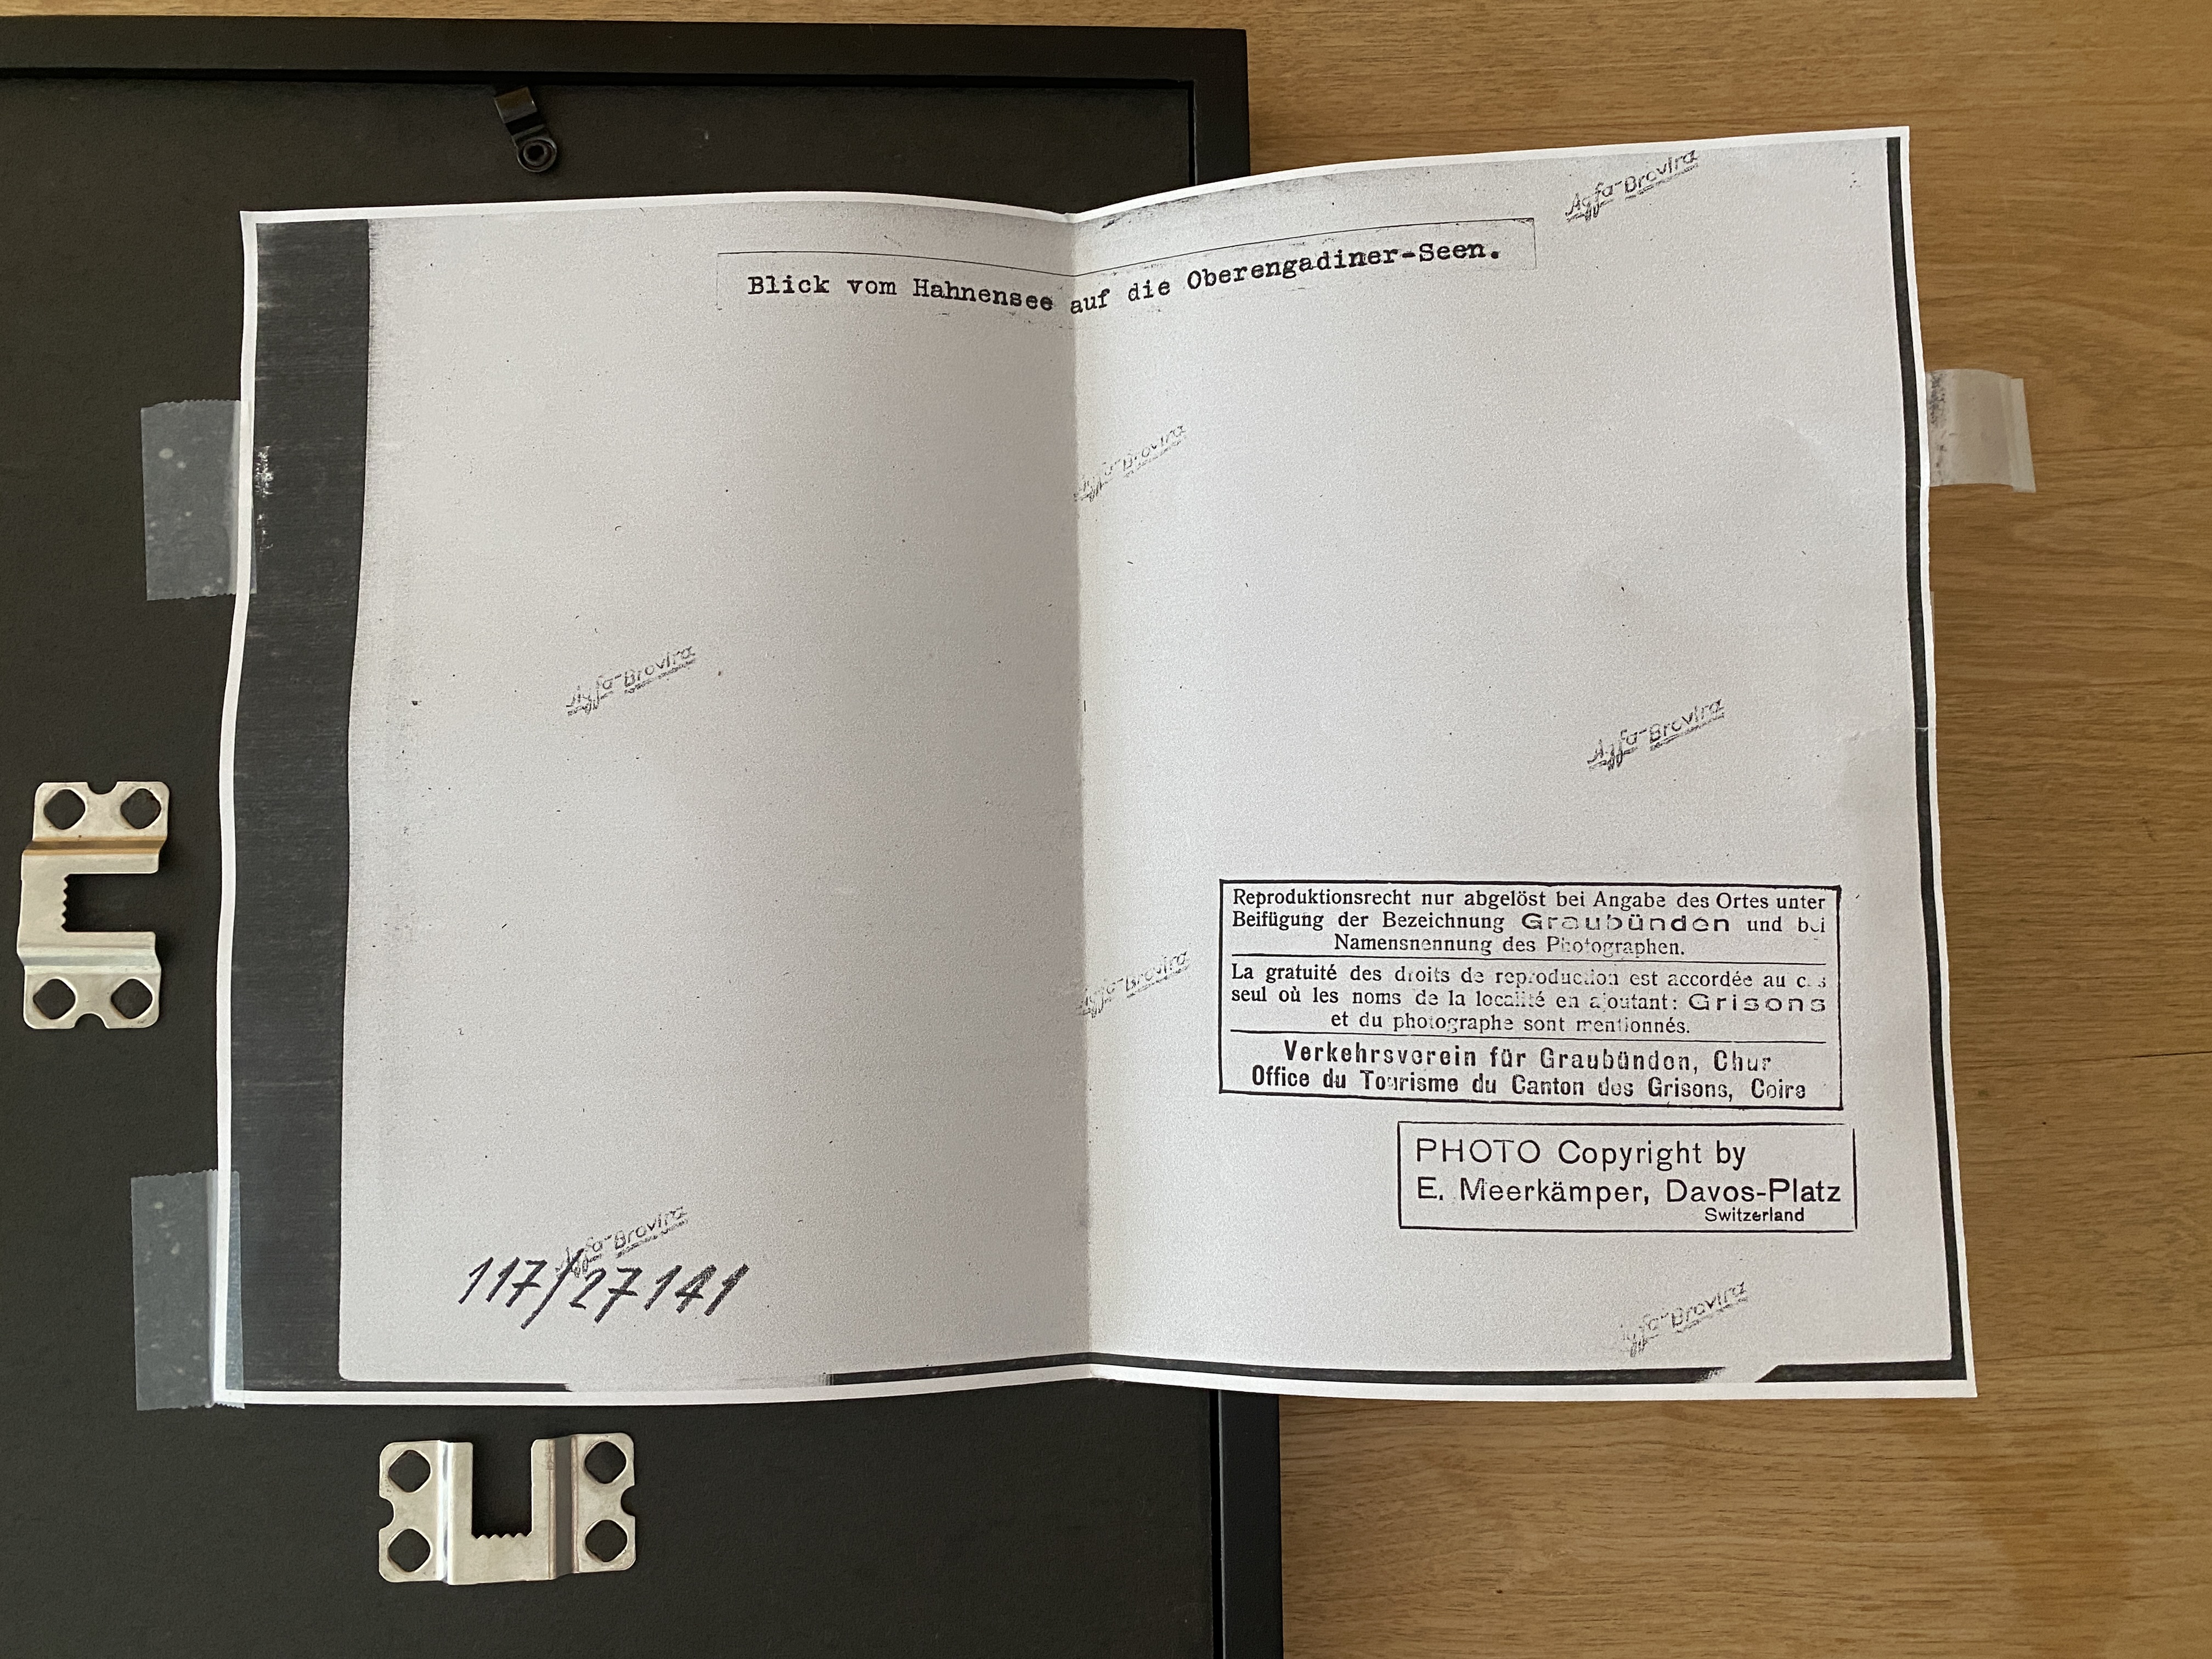 Agfa-Brovira
Blick vom Hahnensee auf die Oberengadiner-Seen.
Agfa-Brovira
Agfa-Brovira
Agfa-Brovira
Reproduktionsrecht nur abgelöst bei Angabe des Ortes unter
Beifügung der Bezeichnung Graubünden und bei
Namensnennung des Photographen.
Agfa-Brovira
La gratuité des droits de reproduction est accordée au cas
seul où les noms de la localité en ajoutant: Grisons
et du photographe sont mentionnés.
Verkehrsverein für Graubünden, Chur
Office du Tourisme du Canton des Grisons, Coire
PHOTO Copyright by
E. Meerkämper, Davos-Platz
Switzerland
Agfa-Brovira
117/27141
Agfa-Brovira